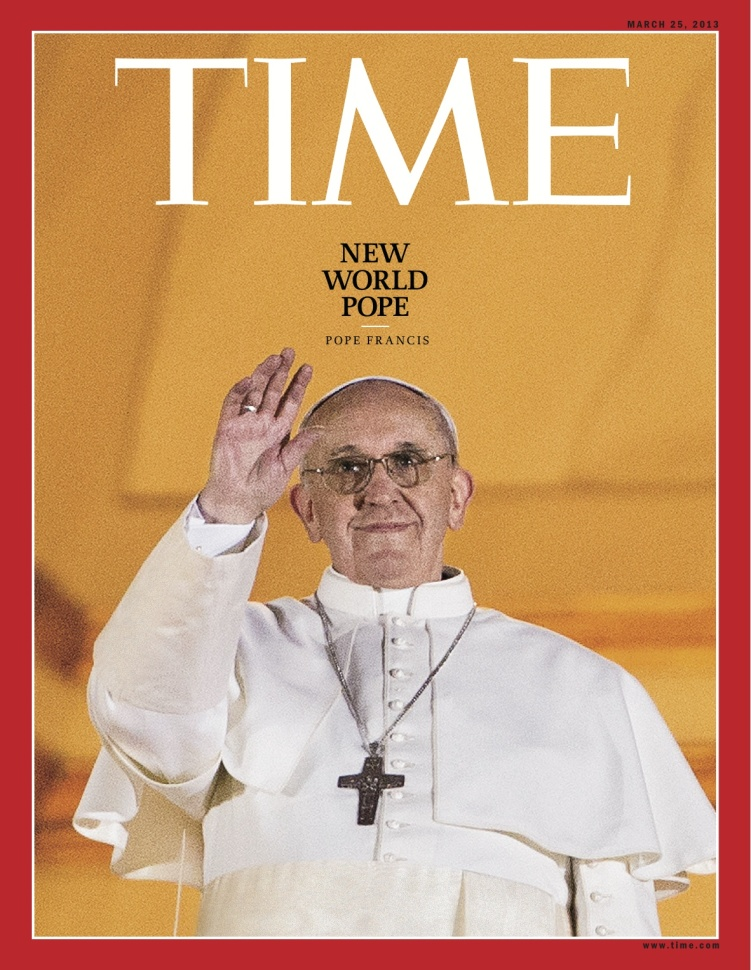 MARCH 25, 2013
TIME
NEW
WORLD
POPE
POPE FRANCIS
www.time.com